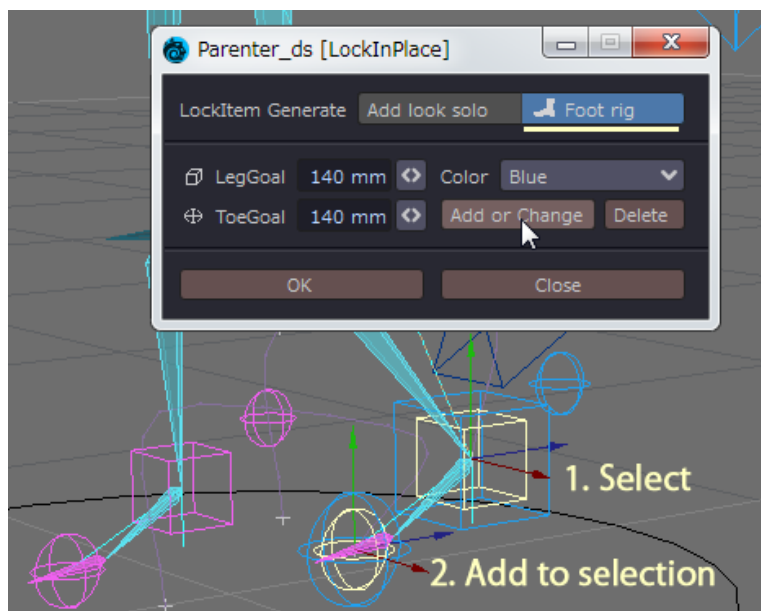 Parenter_ds [LockInPlace]
LockItem Generate Add look solo Foot rig
LegGoal 140 mm Color Blue
ToeGoal 140 mm Add or Change Delete
OK Close
1. Select
2. Add to selection